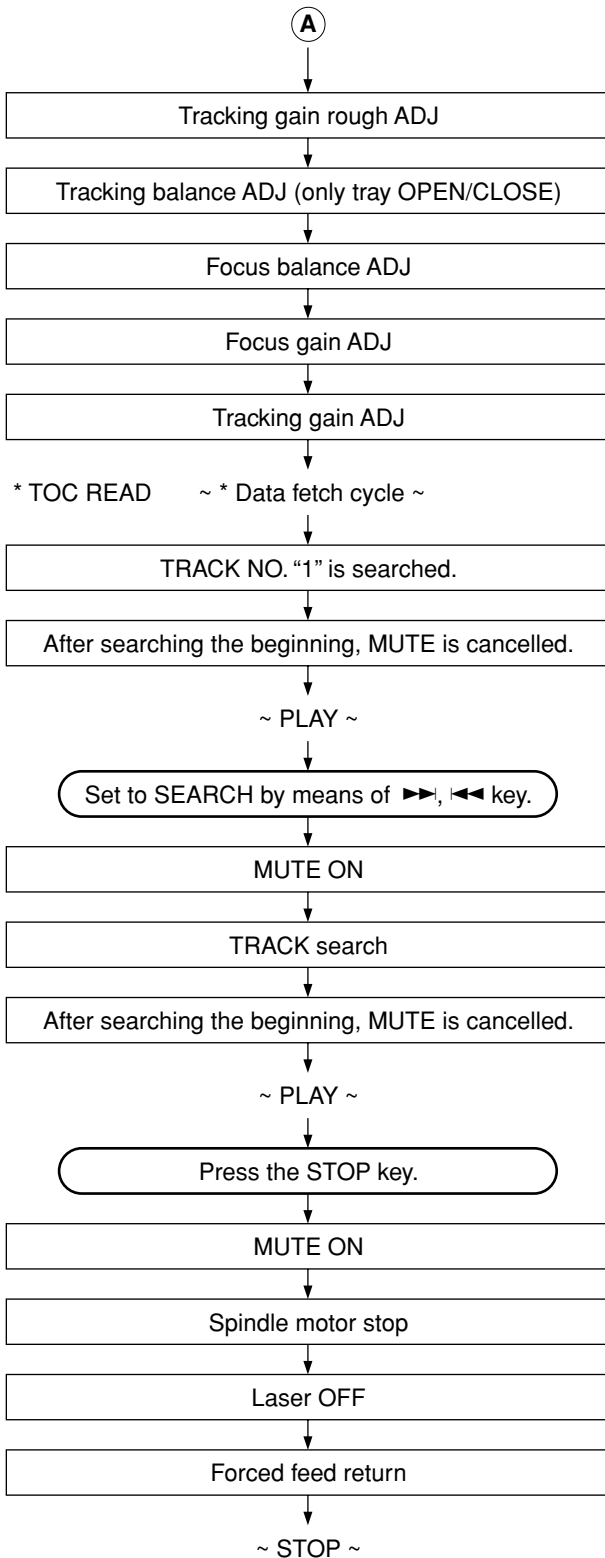 A
Tracking gain rough ADJ
Tracking balance ADJ (only tray OPEN/CLOSE)
Focus balance ADJ
Focus gain ADJ
Tracking gain ADJ
* TOC READ ~ * Data fetch cycle ~
TRACK NO. “1” is searched.
After searching the beginning, MUTE is cancelled.
~ PLAY ~
Set to SEARCH by means of ►►|, |◄◄ key.
MUTE ON
TRACK search
After searching the beginning, MUTE is cancelled.
~ PLAY ~
Press the STOP key.
MUTE ON
Spindle motor stop
Laser OFF
Forced feed return
~ STOP ~